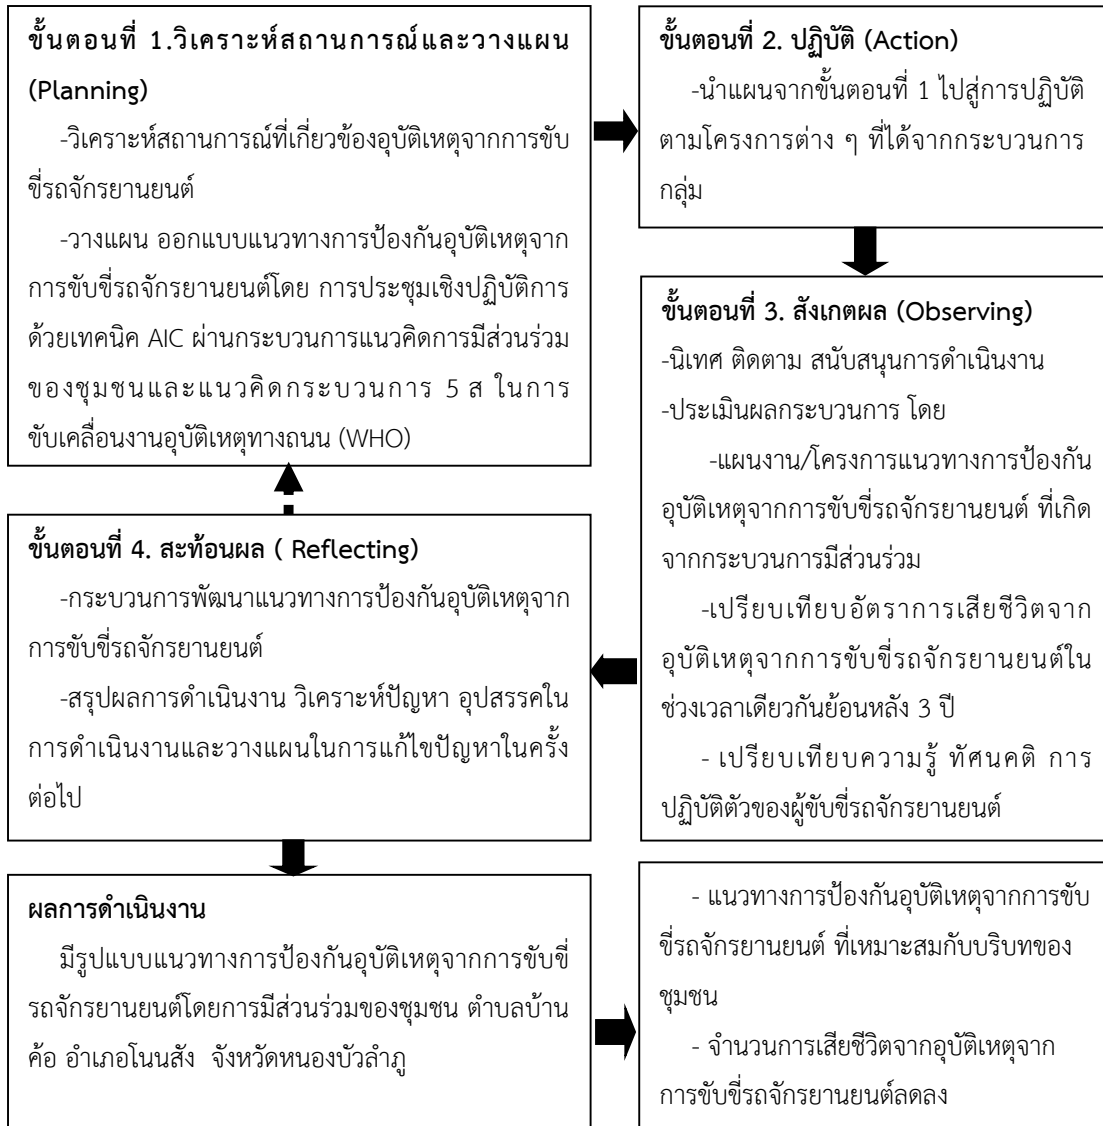 ขั้นตอนที่ 1.วิเคราะห์สถานการณ์และวางแผน
(Planning)
-วิเคราะห์สถานการณ์ที่เกี่ยวข้องอุบัติเหตุจากการขับ
ขี่รถจักรยานยนต์
-วางแผน ออกแบบแนวทางการป้องกันอุบัติเหตุจาก
การขับขี่รถจักรยานยนต์โดย การประชุมเชิงปฏิบัติการ
ด้วยเทคนิค AIC ผ่านกระบวนการแนวคิดการมีส่วนร่วม
ของชุมชนและแนวคิดกระบวนการ 5 ส ในการ
ขับเคลื่อนงานอุบัติเหตุทางถนน (WHO)
ขั้นตอนที่ 2. ปฏิบัติ (Action)
-นำแผนจากขั้นตอนที่ 1 ไปสู่การปฏิบัติ
ตามโครงการต่าง ๆ ที่ได้จากกระบวนการ
กลุ่ม
ขั้นตอนที่ 3. สังเกตผล (Observing)
-นิเทศ ติดตาม สนับสนุนการดำเนินงาน
-ประเมินผลกระบวนการ โดย
-แผนงาน/โครงการแนวทางการป้องกัน
อุบัติเหตุจากการขับขี่รถจักรยานยนต์ ที่เกิด
จากกระบวนการมีส่วนร่วม
-เปรียบเทียบอัตราการเสียชีวิตจาก
อุบัติเหตุจากการขับขี่รถจักรยานยนต์ใน
ช่วงเวลาเดียวกันย้อนหลัง 3 ปี
- เปรียบเทียบความรู้ ทัศนคติ การ
ปฏิบัติตัวของผู้ขับขี่รถจักรยานยนต์
ขั้นตอนที่ 4. สะท้อนผล ( Reflecting)
-กระบวนการพัฒนาแนวทางการป้องกันอุบัติเหตุจาก
การขับขี่รถจักรยานยนต์
-สรุปผลการดำเนินงาน วิเคราะห์ปัญหา อุปสรรคใน
การดำเนินงานและวางแผนในการแก้ไขปัญหาในครั้ง
ต่อไป
ผลการดำเนินงาน
มีรูปแบบแนวทางการป้องกันอุบัติเหตุจากการขับขี่
รถจักรยานยนต์โดยการมีส่วนร่วมของชุมชน ตำบลบ้าน
ค้อ อำเภอโนนสัง จังหวัดหนองบัวลำภู
- แนวทางการป้องกันอุบัติเหตุจากการขับ
ขี่รถจักรยานยนต์ ที่เหมาะสมกับบริบทของ
ชุมชน
- จำนวนการเสียชีวิตจากอุบัติเหตุจาก
การขับขี่รถจักรยานยนต์ลดลง